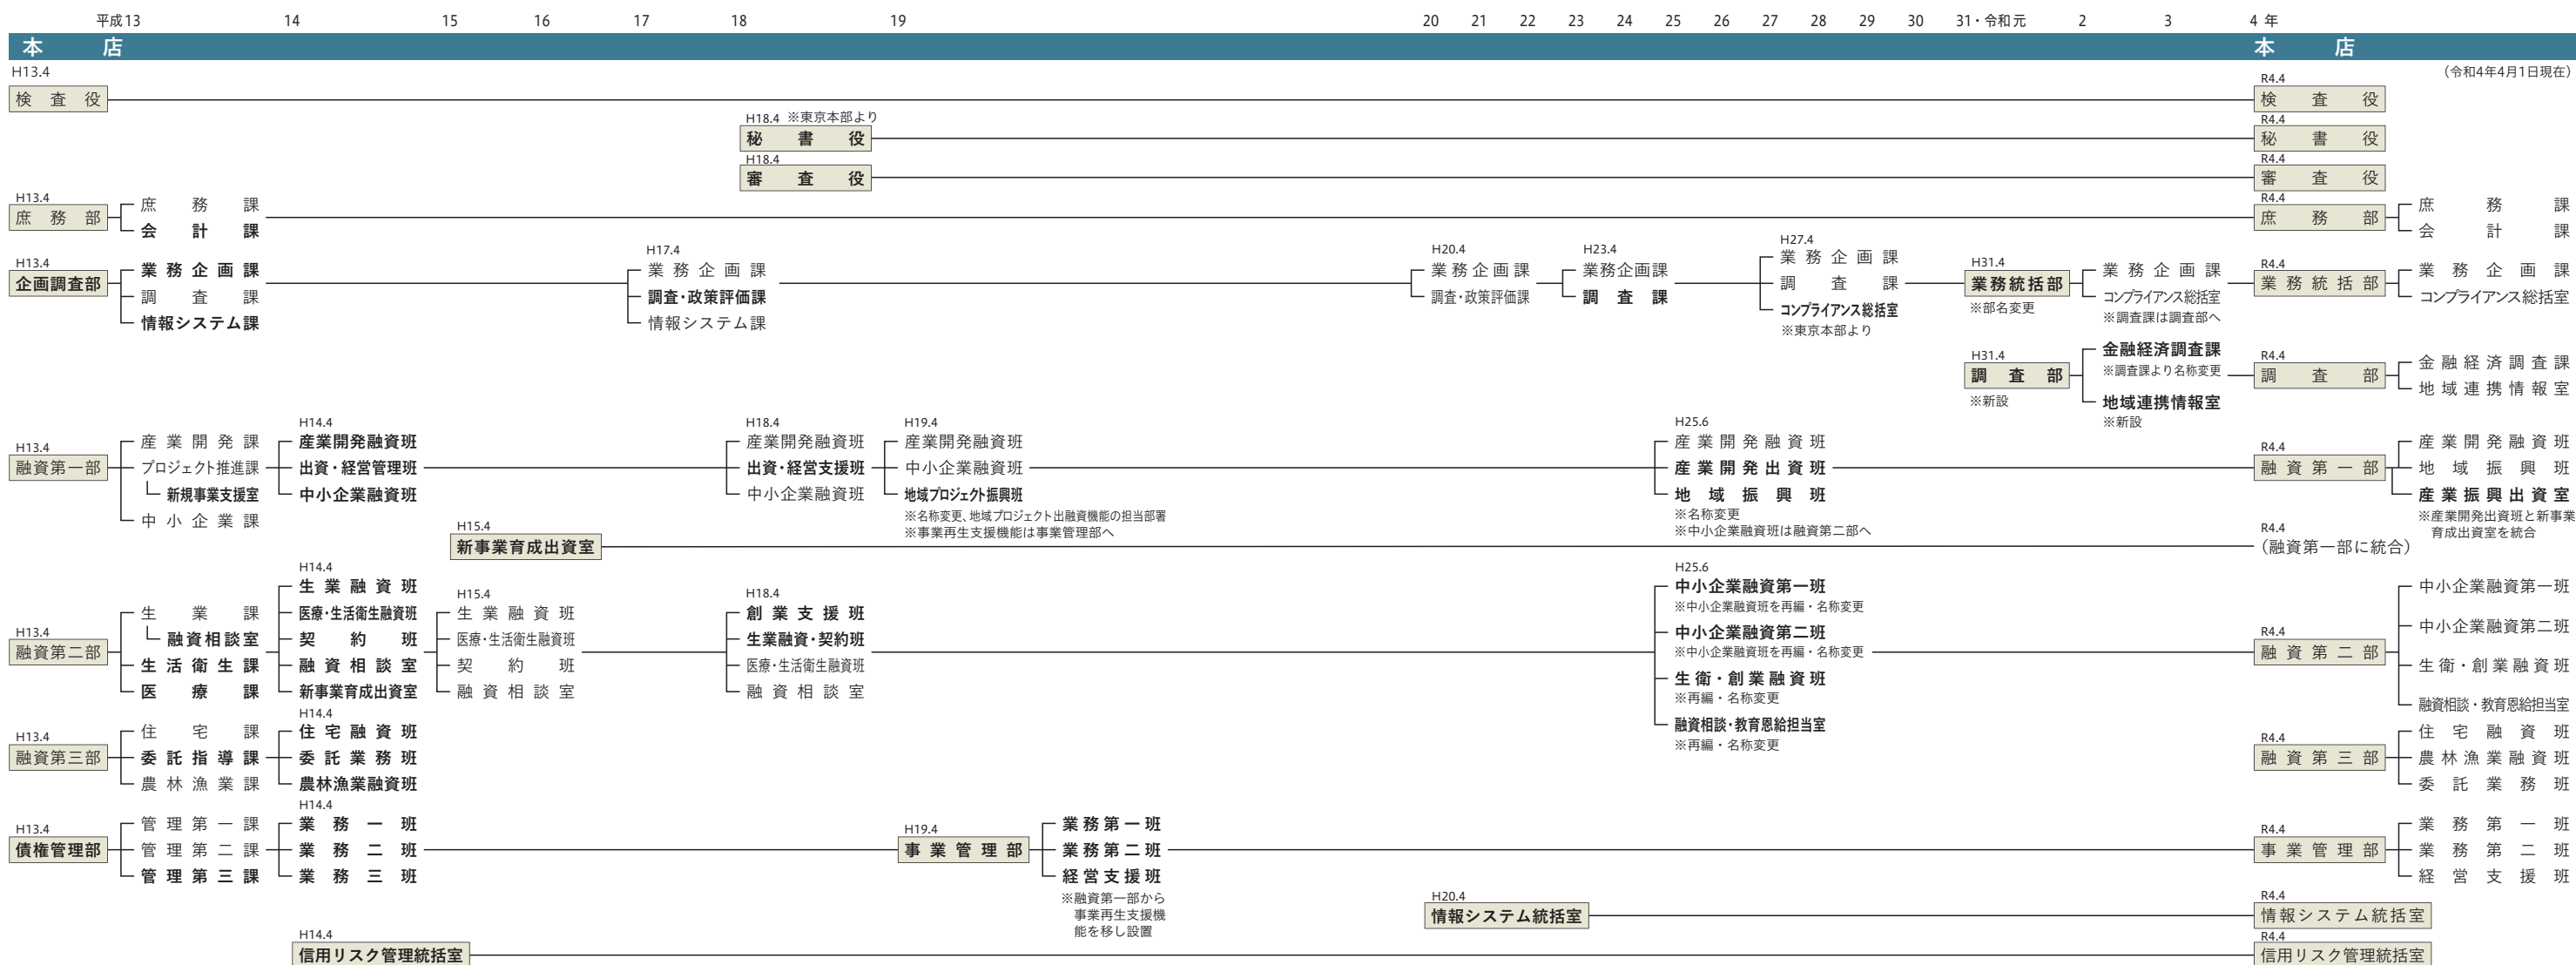 平成13 14 15 16 17 18 19 20 21 22 23 24 25 26 27 28 29 30 31・令和元 2 3 4 年
本店 本店
(令和4年4月1日現在)
H13.4 R4.4
検査役 検査役
H18.4 ※東京本部より R4.4
秘書役 秘書役
H18.4 R4.4
審査役 審査役
H13.4 R4.4
庶務部 庶務課 庶務部 庶務課
会計課 会計課
H13.4 H17.4 H20.4 H23.4 H27.4 H31.4 R4.4
企画調査部
業務企画課
調査課
情報システム課
業務企画課
調査・政策評価課
情報システム課
業務企画課
調査・政策評価課
業務企画課
調査課
業務企画課
調査課
コンプライアンス総括室
※東京本部より
業務統括部
※部名変更
業務企画課
コンプライアンス総括室
※調査課は調査部へ
業務統括部
業務企画課
コンプライアンス総括室
H31.4
調査部
※新設
金融経済調査課
※調査課より名称変更
地域連携情報室
※新設
R4.4
調査部
金融経済調査課
地域連携情報室
H13.4
融資第一部
産業開発課
プロジェクト推進課
新規事業支援室
中小企業課
H14.4
産業開発融資班
出資・経営管理班
中小企業融資班
H18.4
産業開発融資班
出資・経営支援班
中小企業融資班
H19.4
産業開発融資班
中小企業融資班
地域プロジェクト振興班
※名称変更、地域プロジェクト出融資機能の担当部署
※事業再生支援機能は事業管理部へ
H25.6
産業開発融資班
産業開発出資班
地域振興班
※名称変更
※中小企業融資班は融資第二部へ
R4.4
融資第一部
産業開発融資班
地域振興班
産業振興出資室
※産業開発出資班と新事業
育成出資室を統合
H15.4
新事業育成出資室
R4.4
(融資第一部に統合)
H13.4
融資第二部
生業課
融資相談室
生活衛生課
医療課
H14.4
生業融資班
医療・生活衛生融資班
契約班
融資相談室
新事業育成出資室
H15.4
生業融資班
医療・生活衛生融資班
契約班
融資相談室
H18.4
創業支援班
生業融資・契約班
医療・生活衛生融資班
融資相談室
H25.6
中小企業融資第一班
※中小企業融資班を再編・名称変更
中小企業融資第二班
※中小企業融資班を再編・名称変更
生衛・創業融資班
※再編・名称変更
融資相談・教育恩給担当室
※再編・名称変更
R4.4
融資第二部
中小企業融資第一班
中小企業融資第二班
生衛・創業融資班
融資相談・教育恩給担当室
H13.4
融資第三部
住宅課
委託指導課
農林漁業課
H14.4
住宅融資班
委託業務班
農林漁業融資班
R4.4
融資第三部
住宅融資班
農林漁業融資班
委託業務班
H13.4
債権管理部
管理第一課
管理第二課
管理第三課
H14.4
業務一班
業務二班
業務三班
H19.4
事業管理部
業務第一班
業務第二班
経営支援班
※融資第一部から
事業再生支援機
能を移し設置
R4.4
事業管理部
業務第一班
業務第二班
経営支援班
H20.4 R4.4
情報システム統括室 情報システム統括室
H14.4 R4.4
信用リスク管理統括室 信用リスク管理統括室